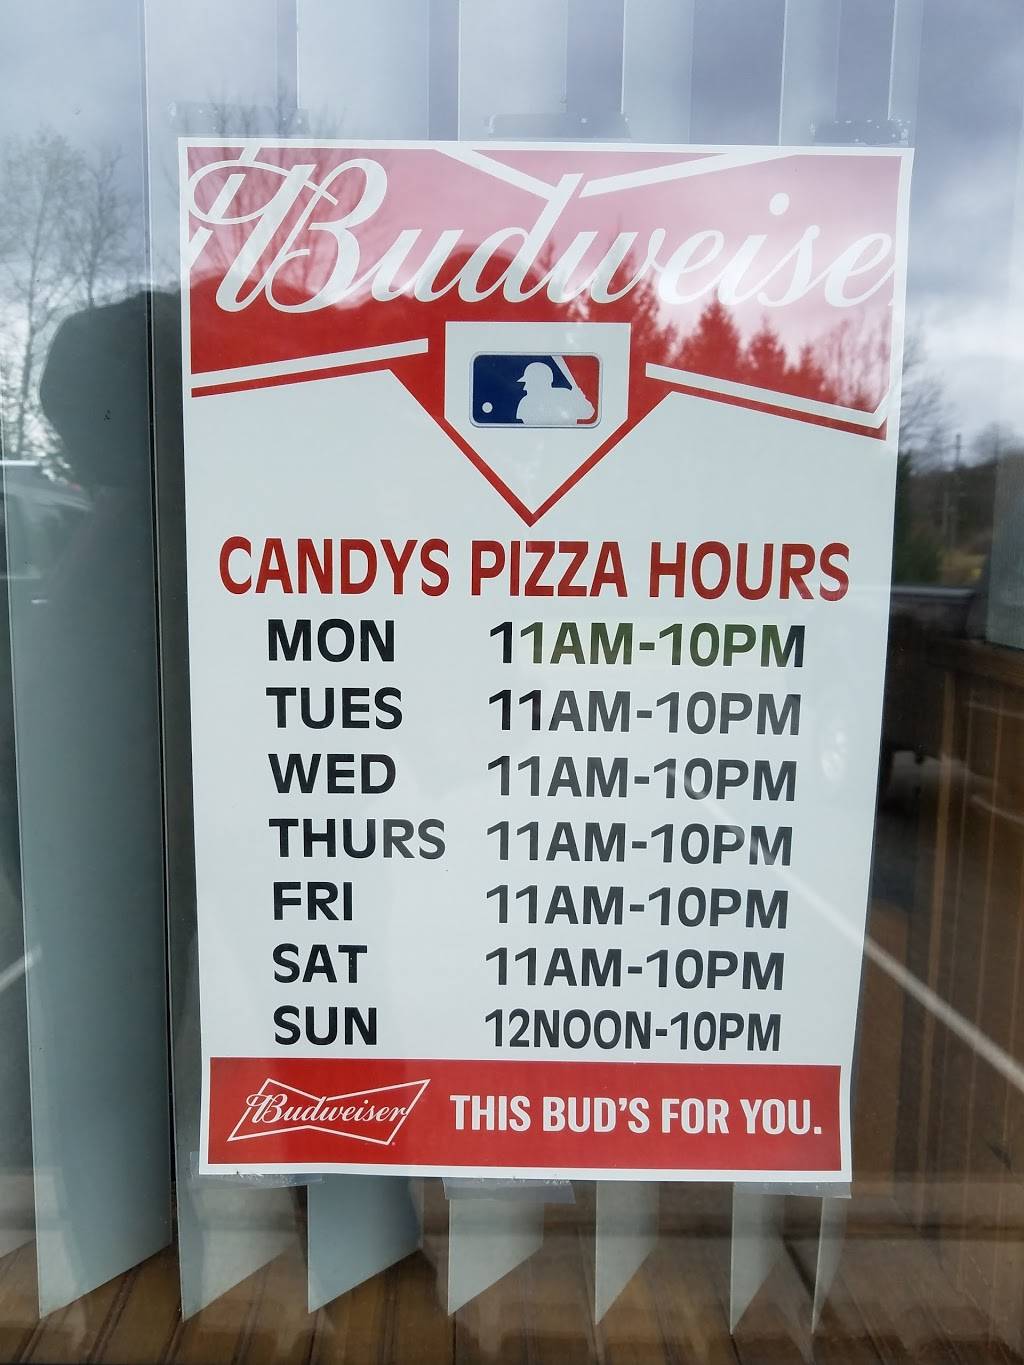 Budweise
CANDYS PIZZA HOURS
MON 11AM-10PM
TUES 11AM-10PM
WED 11AM-10PM
THURS 11AM-10PM
FRI 11AM-10PM
SAT 11AM-10PM
SUN 12NOON-10PM
Budweiser THIS BUD'S FOR YOU.